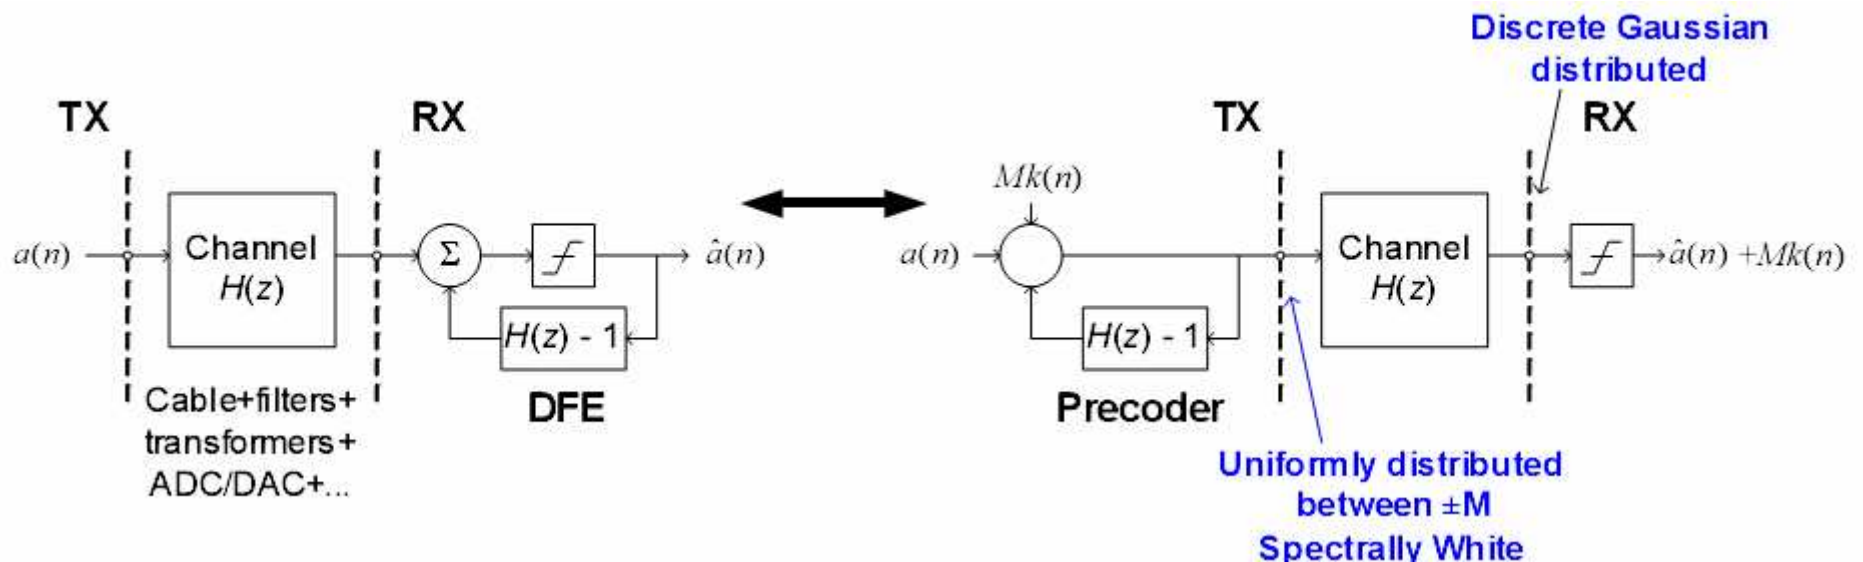 Discrete Gaussian
distributed
TX
RX
TX
RX
Mk(n)
a(n)
Channel
H(z)
Σ
â(n)
a(n)
Channel
H(z)
â(n) +Mk(n)
H(z) - 1
H(z) - 1
DFE
Precoder
Cable+filters+
transformers+
ADC/DAC+...
Uniformly distributed
between ±M
Spectrally White